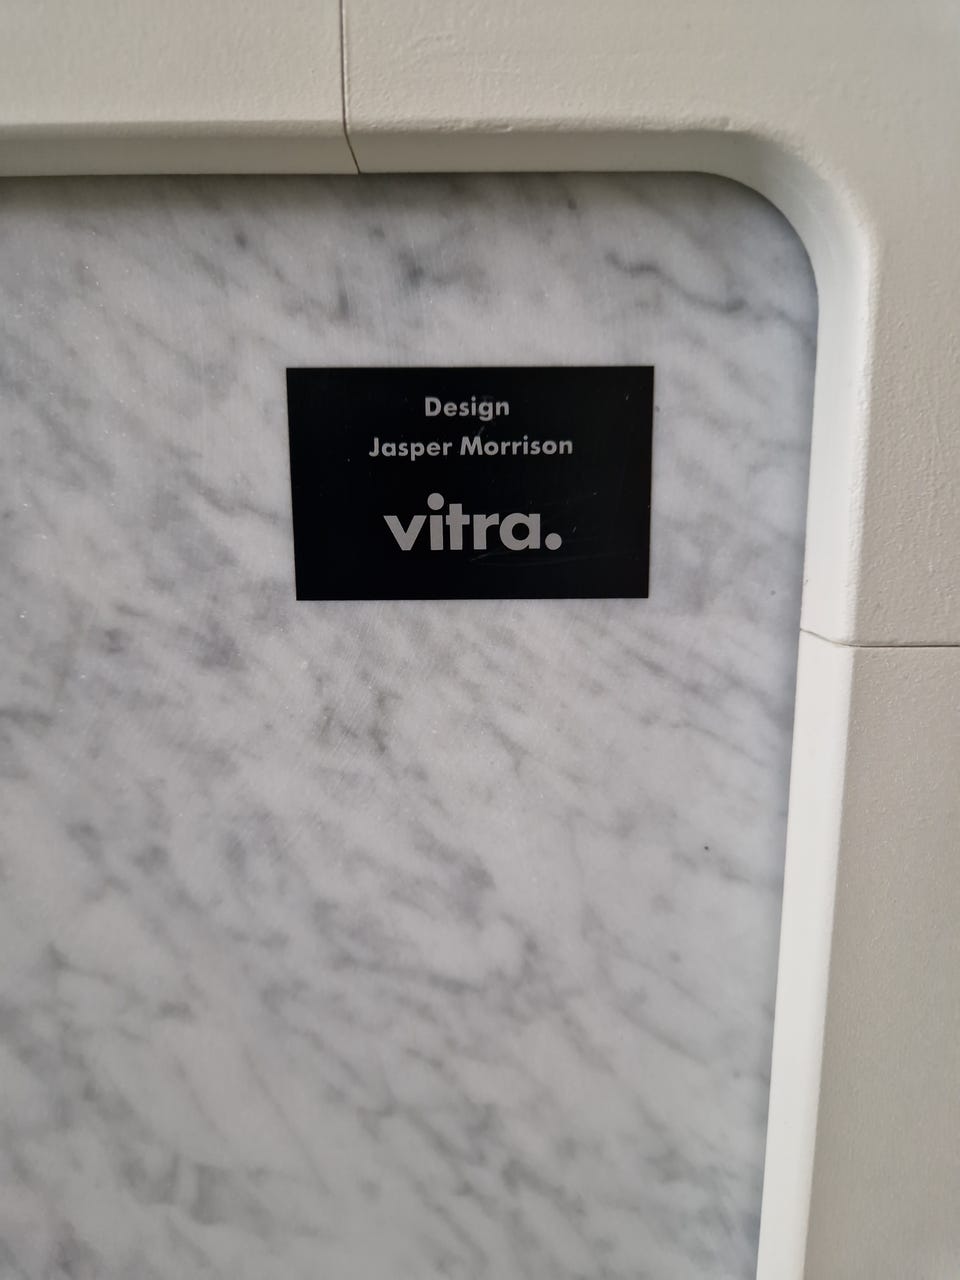 Design
Jasper Morrison
vitra.